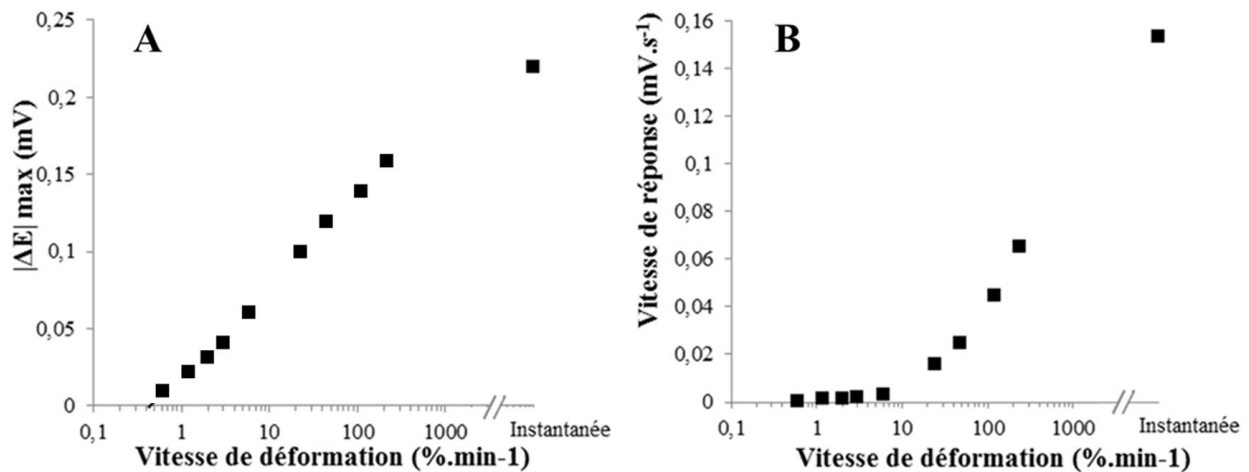 A
|ΔE| max (mV)
0,25
0,2
0,15
0,1
0,05
0
0,1 1 10 100 1000 Instantanée
Vitesse de déformation (%.min-1)
B
Vitesse de réponse (mV.s-1)
0,16
0,14
0,12
0,1
0,08
0,06
0,04
0,02
0
0,1 1 10 100 1000 Instantanée
Vitesse de déformation (%.min-1)